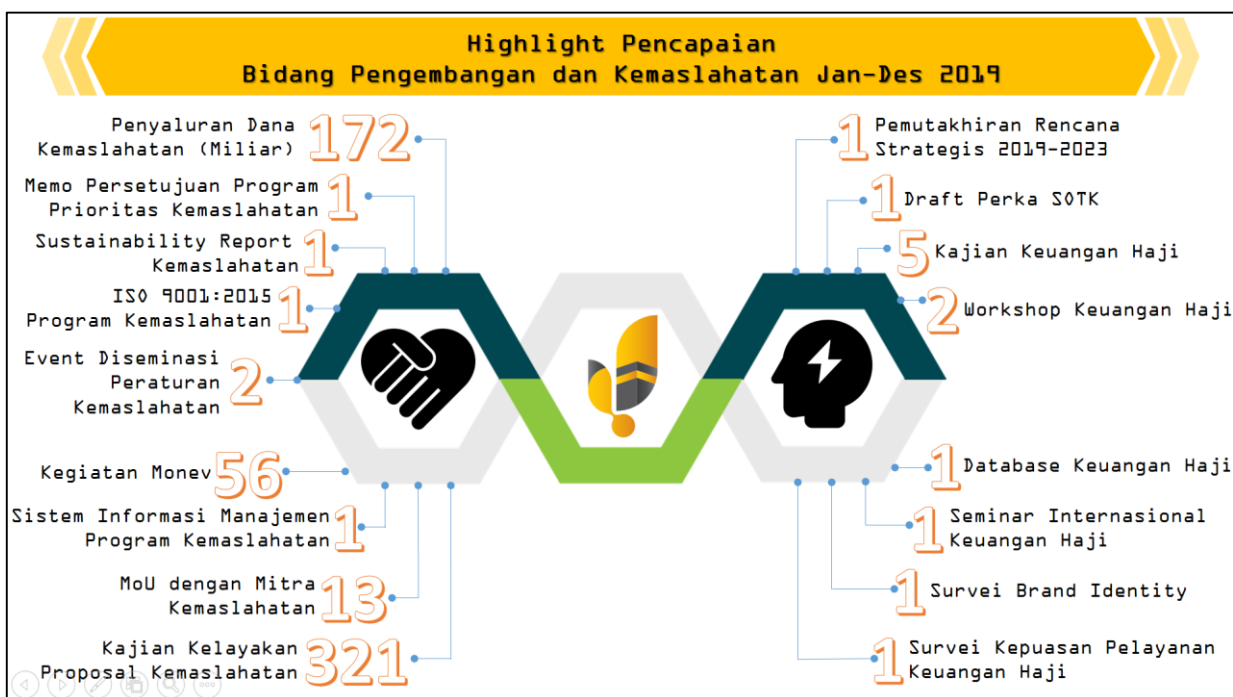 Highlight Pencapaian
Bidang Pengembangan dan Kemaslahatan Jan-Des 2019
Penyaluran Dana
Kemaslahatan (Miliar) 172
Memo Persetujuan Program
Prioritas Kemaslahatan 1
Sustainability Report
Kemaslahatan 1
ISO 9001:2015
Program Kemaslahatan 1
Event Diseminasi
Peraturan
Kemaslahatan 2
Kegiatan Monev 56
Sistem Informasi Manajemen
Program Kemaslahatan 1
MoU dengan Mitra
Kemaslahatan 13
Kajian Kelayakan
Proposal Kemaslahatan 321
1 Pemutakhiran Rencana
Strategis 2019-2023
1 Draft Perka SOTK
5 Kajian Keuangan Haji
2 Workshop Keuangan Haji
1 Database Keuangan Haji
1 Seminar Internasional
Keuangan Haji
1 Survei Brand Identity
1 Survei Kepuasan Pelayanan
Keuangan Haji